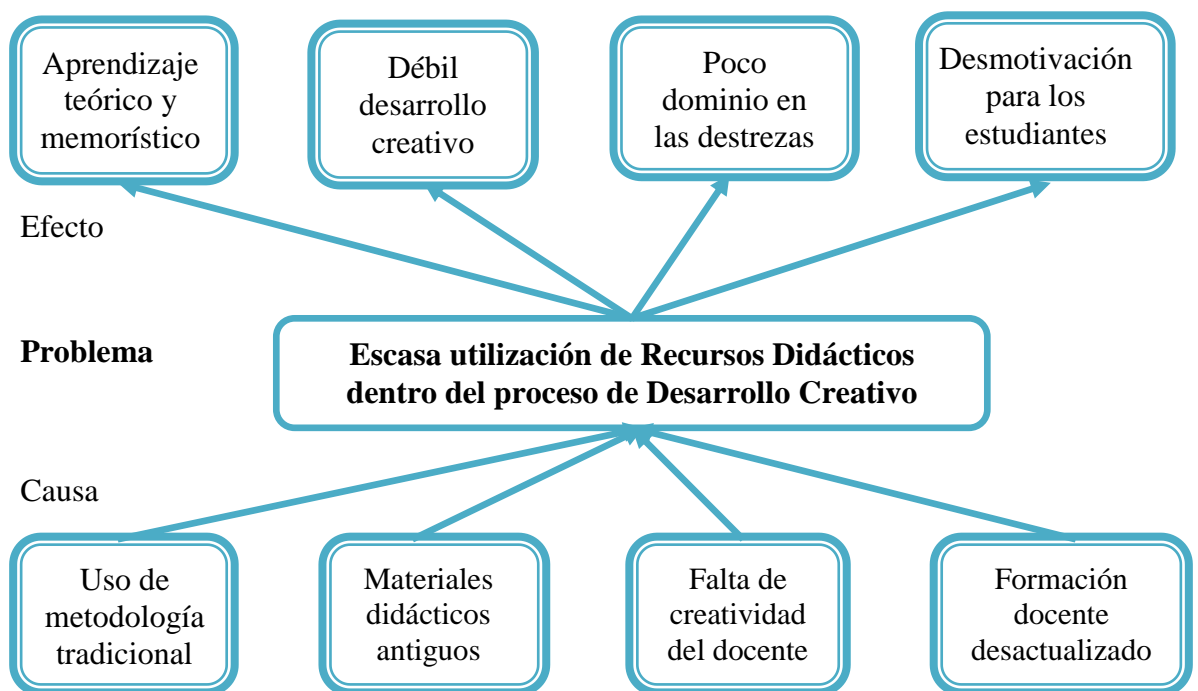 Aprendizaje
teórico y
memorístico
Débil
desarrollo
creativo
Poco
dominio en
las destrezas
Desmotivación
para los
estudiantes
Efecto
Problema
Escasa utilización de Recursos Didácticos
dentro del proceso de Desarrollo Creativo
Causa
Uso de
metodología
tradicional
Materiales
didácticos
antiguos
Falta de
creatividad
del docente
Formación
docente
desactualizado